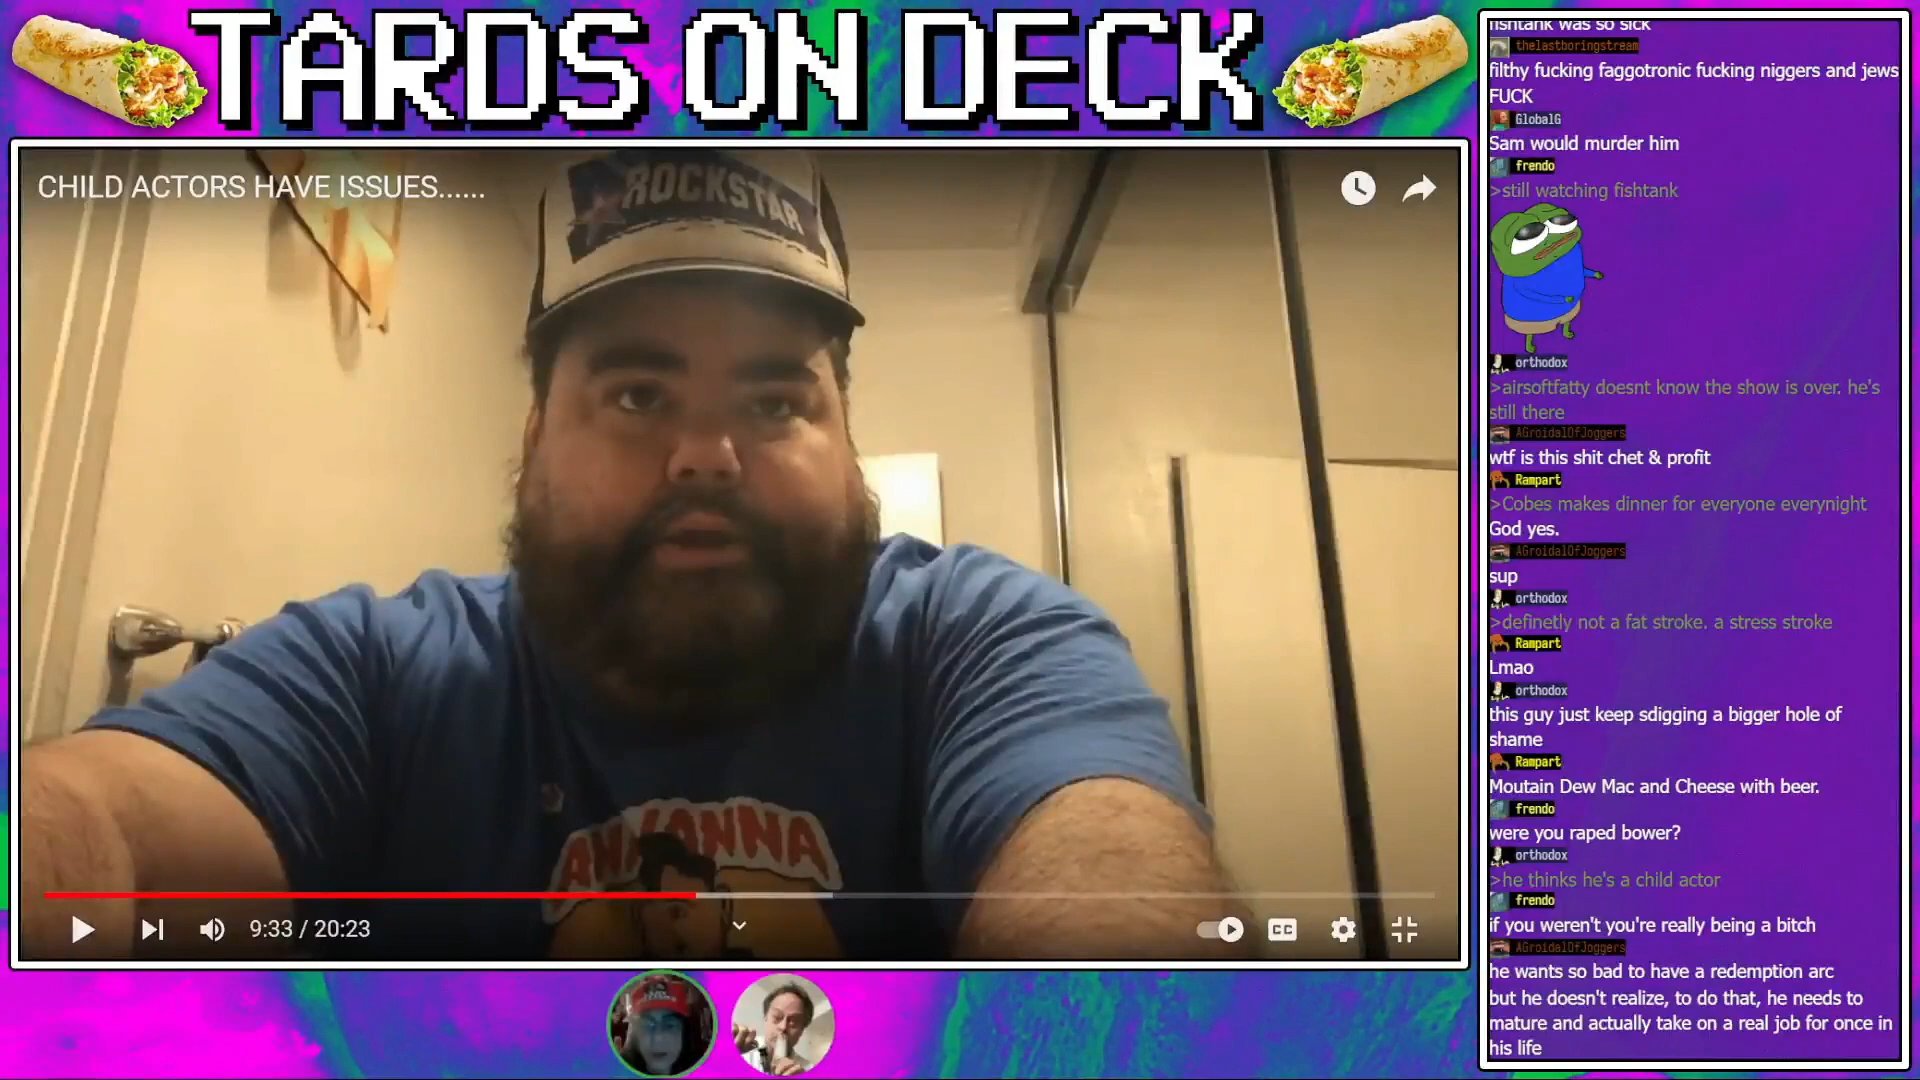 TARDS ON DECK
CHILD ACTORS HAVE ISSUES......
ROCKSTAR
9:33 / 20:23
CC
fishtank was so sick
thelastboringstream
filthy fucking faggotronic fucking niggers and jews
FUCK
GlobalG
Sam would murder him
frendo
>still watching fishtank
orthodox
>airsoftfatty doesnt know the show is over. he's
still there
AGroidalOfJoggers
wtf is this shit chet & profit
Rampart
>Cobes makes dinner for everyone everynight
God yes.
AGroidalOfJoggers
sup
orthodox
>definetly not a fat stroke. a stress stroke
Rampart
Lmao
orthodox
this guy just keep sdigging a bigger hole of
shame
Rampart
Moutain Dew Mac and Cheese with beer.
frendo
were you raped bower?
orthodox
>he thinks he's a child actor
frendo
if you weren't you're really being a bitch
AGroidalOfJoggers
he wants so bad to have a redemption arc
but he doesn't realize, to do that, he needs to
mature and actually take on a real job for once in
his life